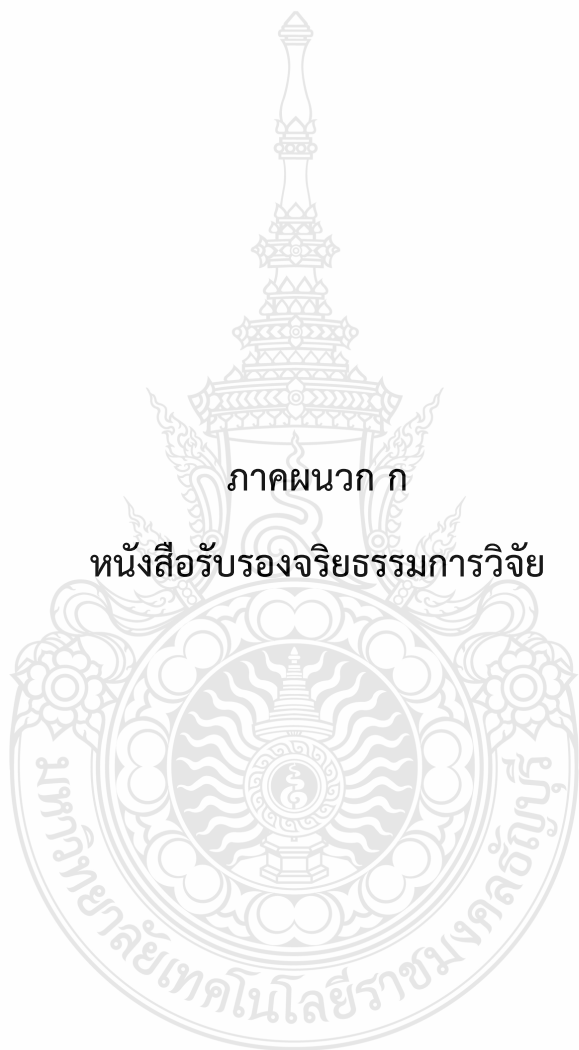 ภาคผนวก ก
หนังสือรับรองจริยธรรมการวิจัย
มหาวิทยาลัยเทคโนโลยีราชมงคลธัญบุรี